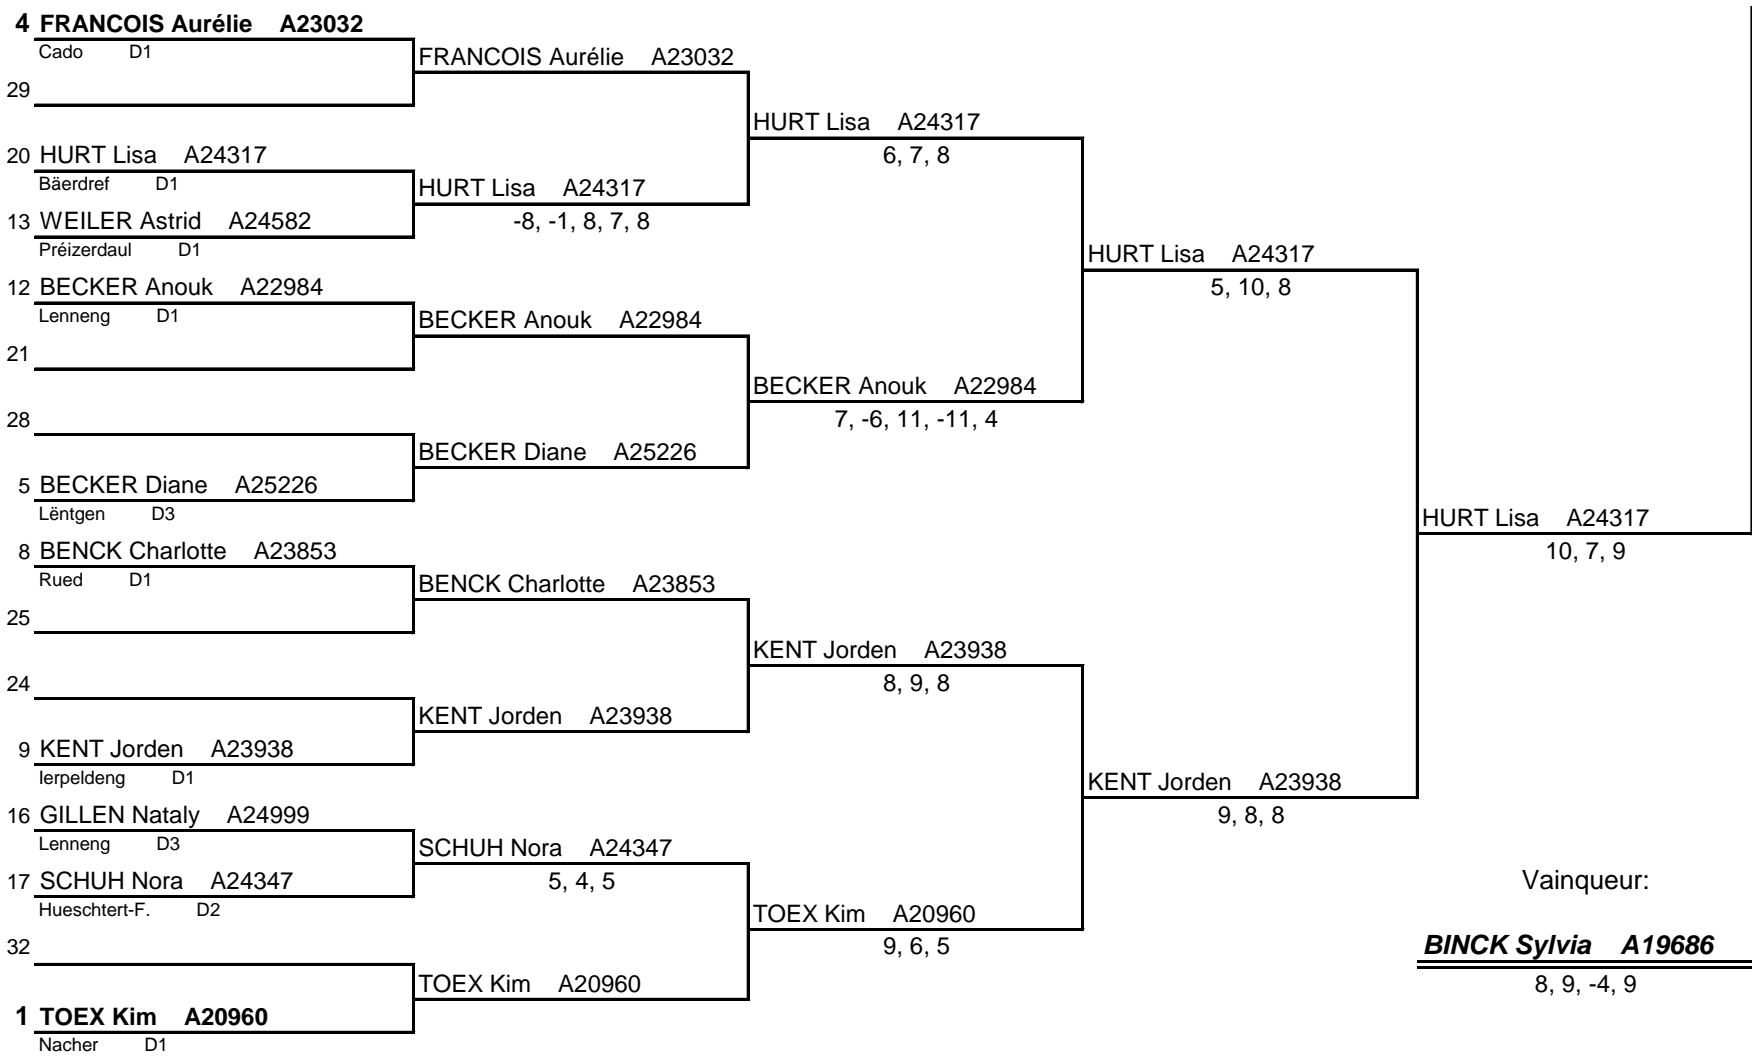 4 FRANCOIS Aurélie A23032
Cado D1
FRANCOIS Aurélie A23032
29
HURT Lisa A24317
6, 7, 8
20 HURT Lisa A24317
Bäerdref D1
HURT Lisa A24317
-8, -1, 8, 7, 8
13 WEILER Astrid A24582
Préizerdaul D1
HURT Lisa A24317
5, 10, 8
12 BECKER Anouk A22984
Lenneng D1
BECKER Anouk A22984
21
BECKER Anouk A22984
7, -6, 11, -11, 4
28
BECKER Diane A25226
5 BECKER Diane A25226
Lëntgen D3
HURT Lisa A24317
10, 7, 9
8 BENCK Charlotte A23853
Rued D1
BENCK Charlotte A23853
25
KENT Jorden A23938
8, 9, 8
24
KENT Jorden A23938
9 KENT Jorden A23938
Ierpeldeng D1
KENT Jorden A23938
9, 8, 8
16 GILLEN Nataly A24999
Lenneng D3
SCHUH Nora A24347
5, 4, 5
17 SCHUH Nora A24347
Hueschtert-F. D2
TOEX Kim A20960
9, 6, 5
32
TOEX Kim A20960
1 TOEX Kim A20960
Nacher D1
Vainqueur:
BINCK Sylvia A19686
8, 9, -4, 9